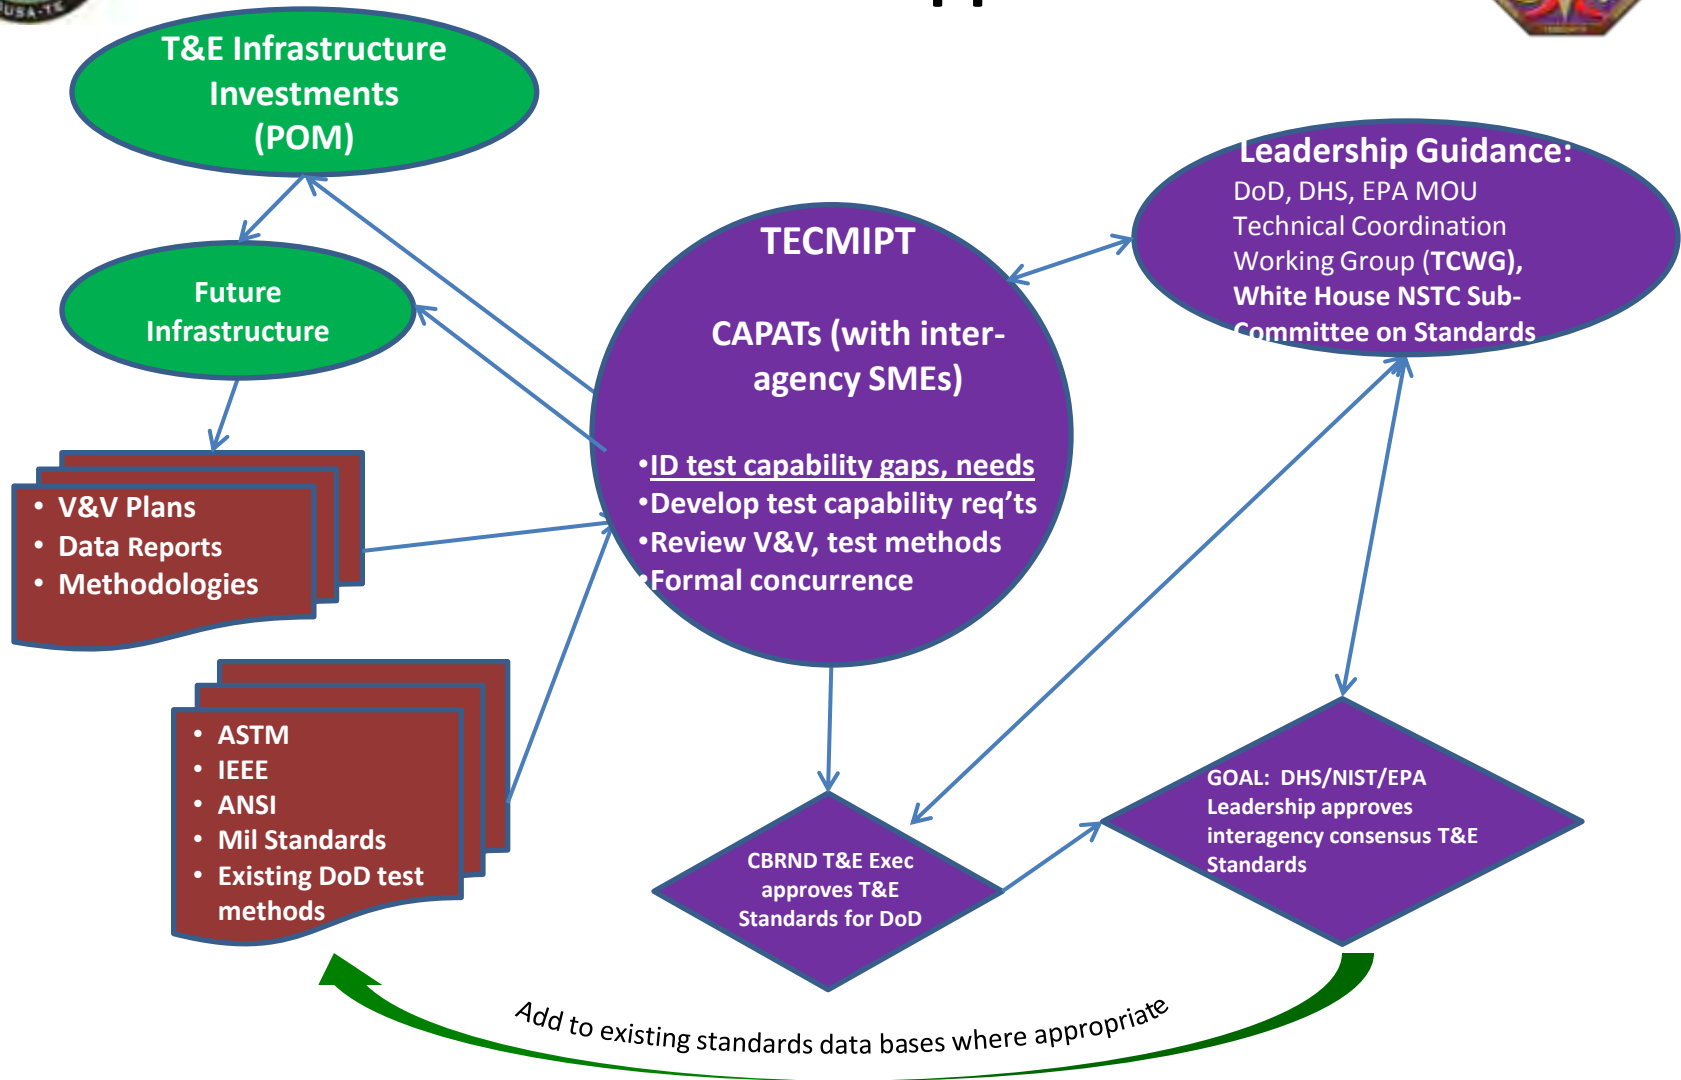 DUSA-TE
T&E Infrastructure
Investments
(POM)
Future
Infrastructure
• V&V Plans
• Data Reports
• Methodologies
• ASTM
• IEEE
• ANSI
• Mil Standards
• Existing DoD test
methods
TECMIPT
CAPATs (with inter-
agency SMEs)
•ID test capability gaps, needs
•Develop test capability req’ts
•Review V&V, test methods
•Formal concurrence
Leadership Guidance:
DoD, DHS, EPA MOU
Technical Coordination
Working Group (TCWG),
White House NSTC Sub-
Committee on Standards
CBRND T&E Exec
approves T&E
Standards for DoD
GOAL:  DHS/NIST/EPA
Leadership approves
interagency consensus T&E
Standards
Add to existing standards data bases where appropriate